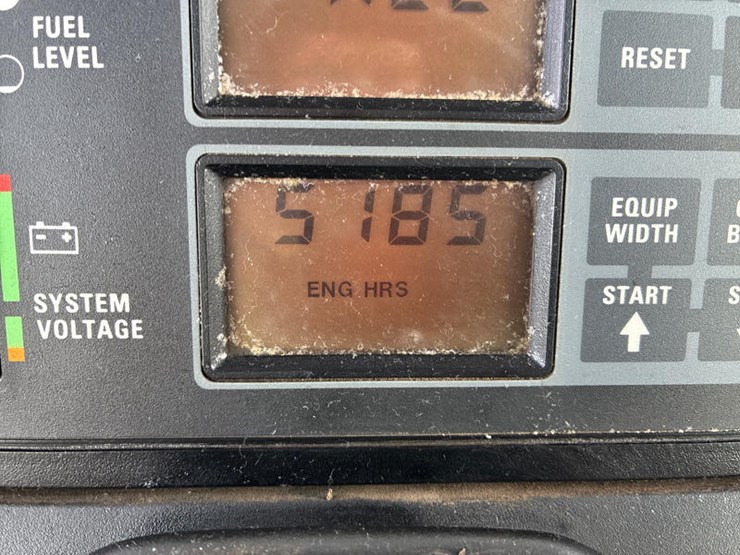 FUEL
LEVEL
RESET
5185
ENG HRS
EQUIP
WIDTH
START
SYSTEM
VOLTAGE